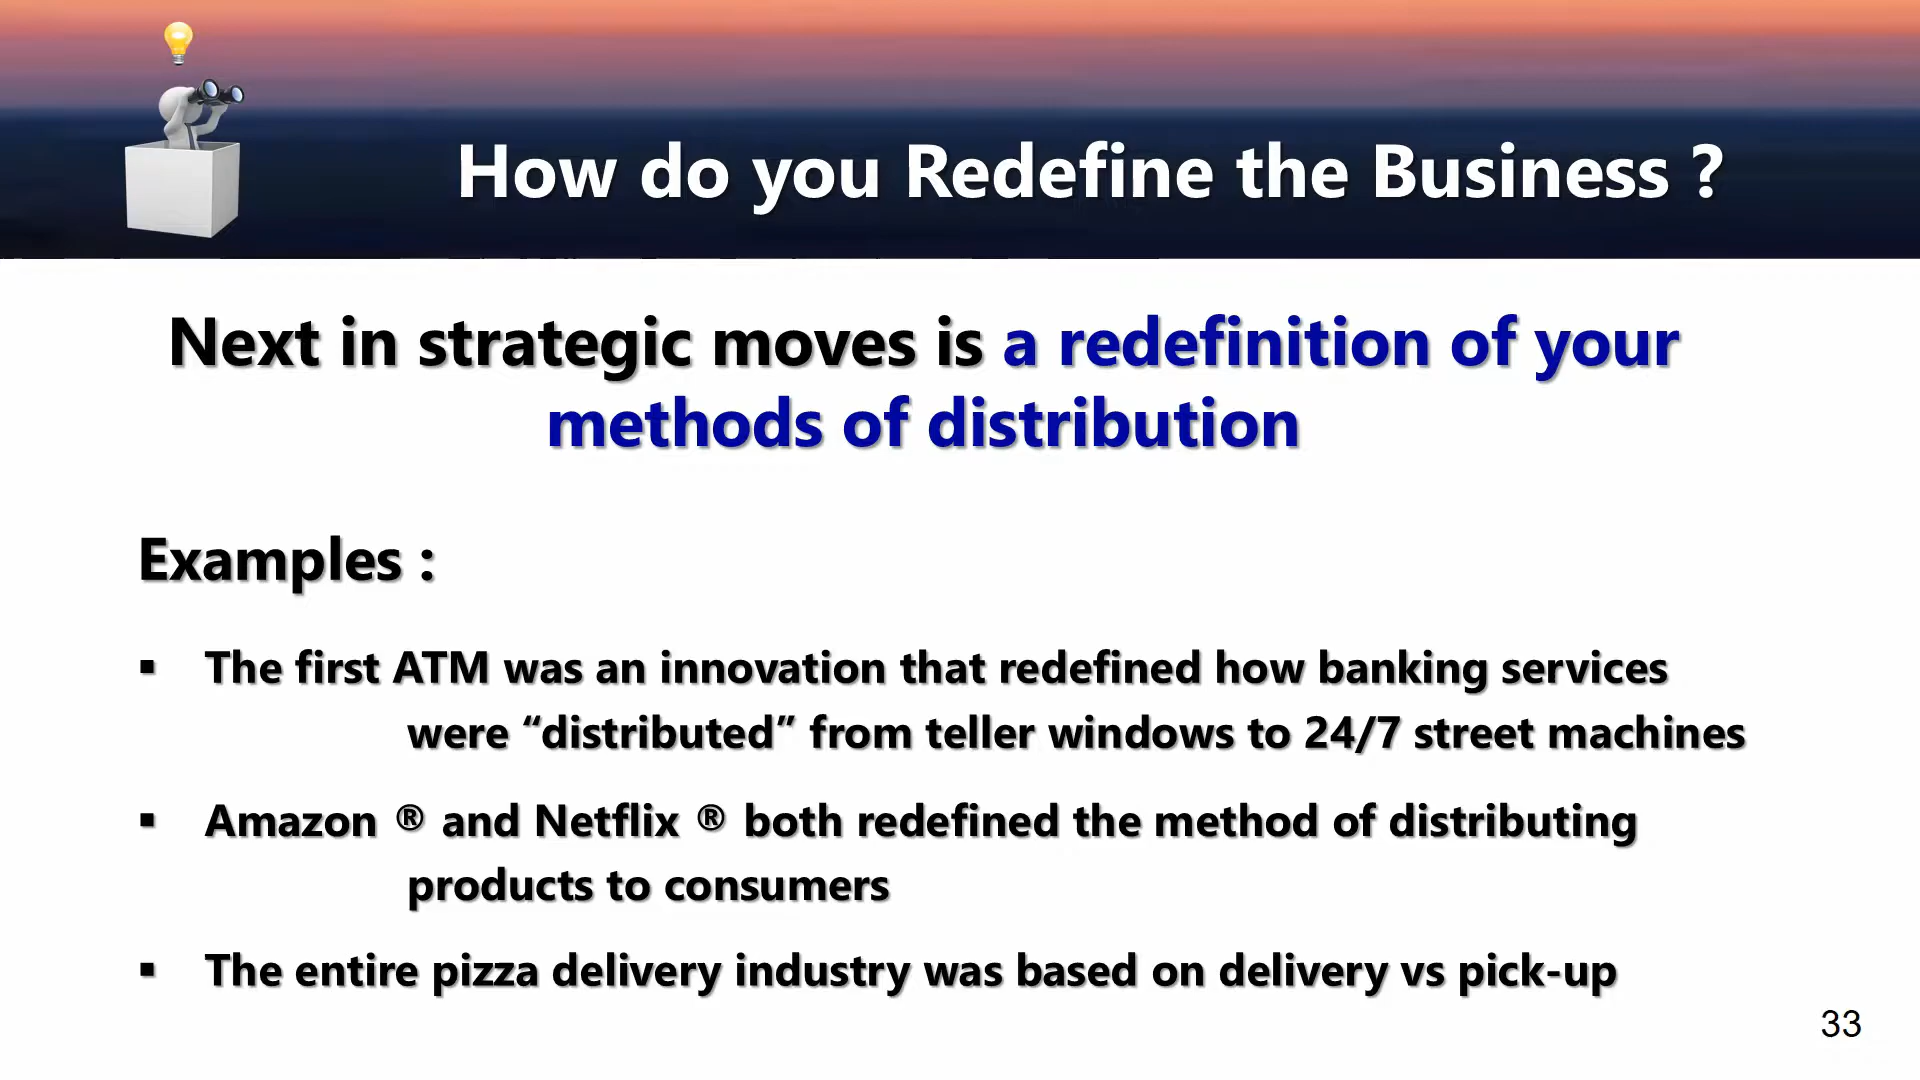 How do you Redefine the Business ?
Next in strategic moves is a redefinition of your
methods of distribution
Examples :
▪ The first ATM was an innovation that redefined how banking services
were “distributed” from teller windows to 24/7 street machines
▪ Amazon ® and Netflix ® both redefined the method of distributing
products to consumers
▪ The entire pizza delivery industry was based on delivery vs pick-up
33